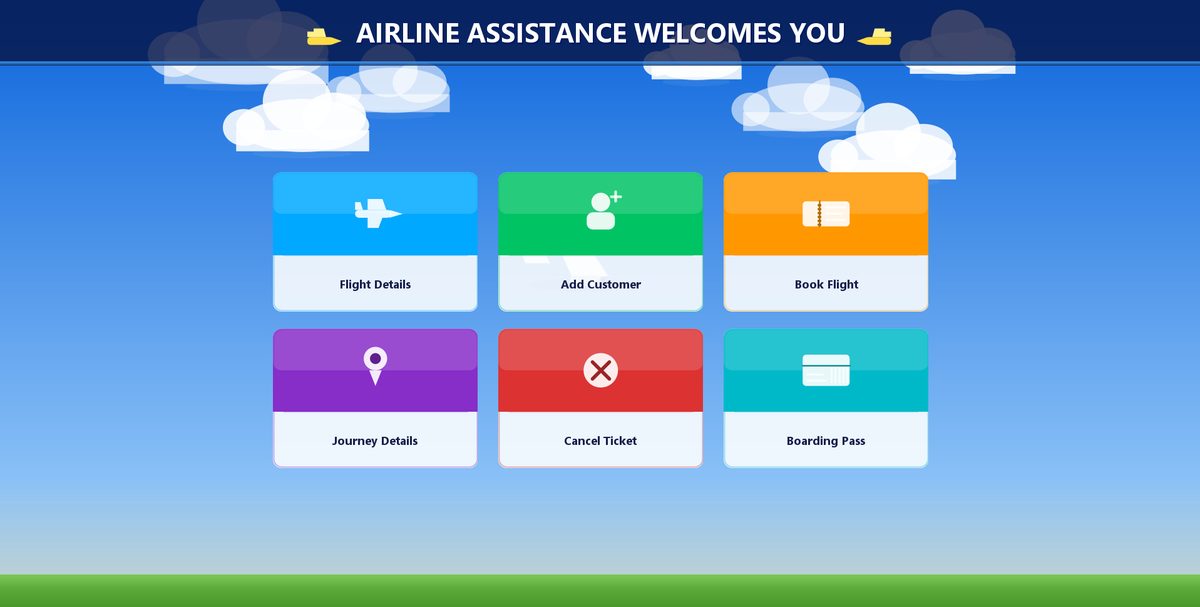 AIRLINE ASSISTANCE WELCOMES YOU
Flight Details
Add Customer
Book Flight
Journey Details
Cancel Ticket
Boarding Pass